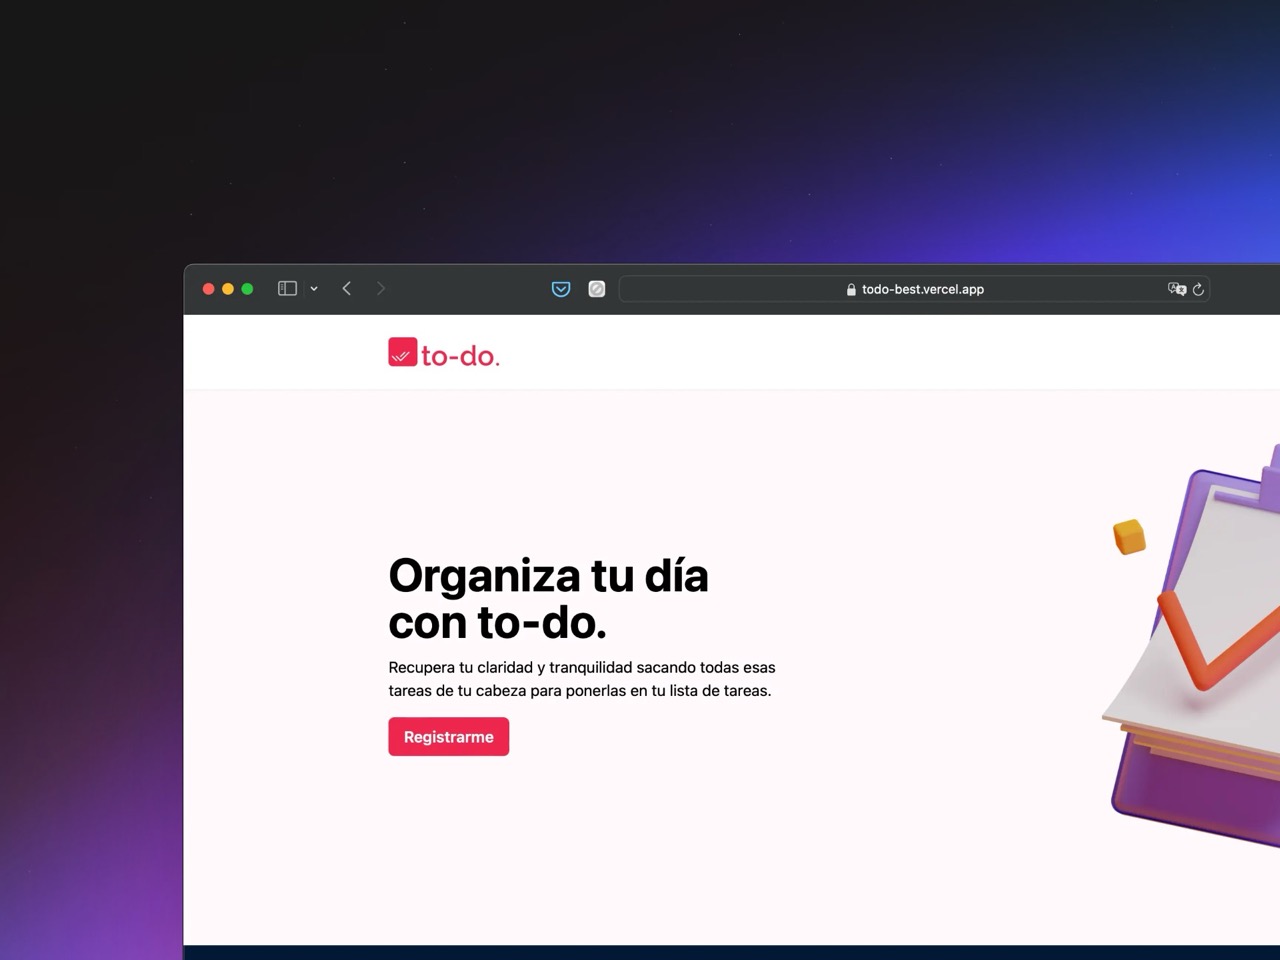 todo-best.vercel.app
to-do.
Organiza tu día
con to-do.
Recupera tu claridad y tranquilidad sacando todas esas
tareas de tu cabeza para ponerlas en tu lista de tareas.
Registrarme